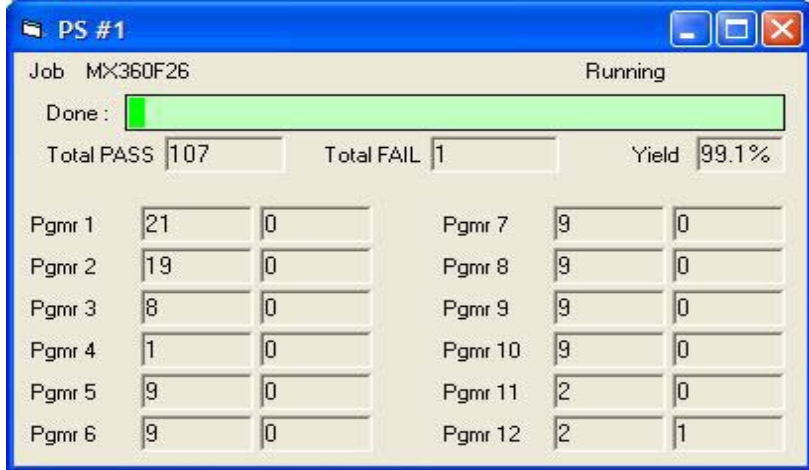 PS #1
Job MX360F26 Running
Done :
Total PASS 107 Total FAIL 1 Yield 99.1%
Pgmr 1 21 0 Pgmr 7 9 0
Pgmr 2 19 0 Pgmr 8 9 0
Pgmr 3 8 0 Pgmr 9 9 0
Pgmr 4 1 0 Pgmr 10 9 0
Pgmr 5 9 0 Pgmr 11 2 0
Pgmr 6 9 0 Pgmr 12 2 1